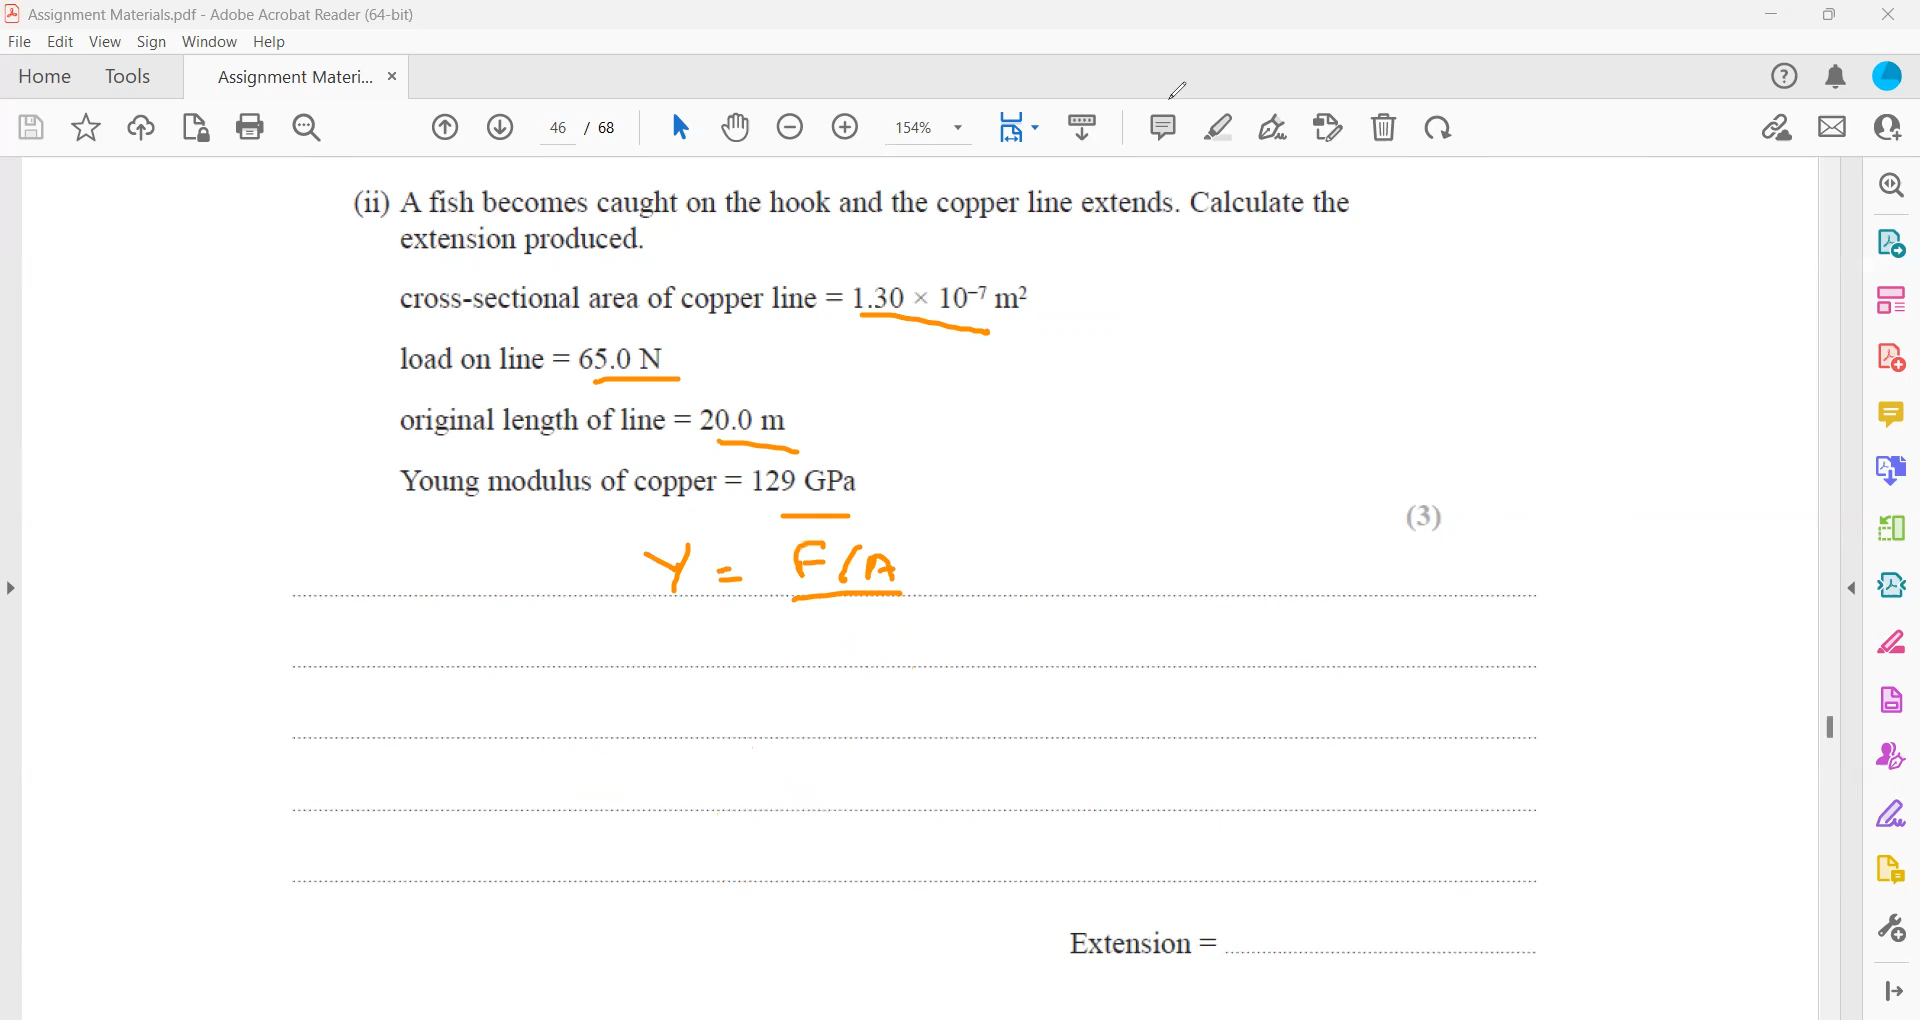 Assignment Materials.pdf - Adobe Acrobat Reader (64-bit)
File Edit View Sign Window Help
Home Tools Assignment Materi... ×
46 / 68 154%
(ii) A fish becomes caught on the hook and the copper line extends. Calculate the
extension produced.
cross-sectional area of copper line = 1.30 × 10⁻⁷ m²
load on line = 65.0 N
original length of line = 20.0 m
Young modulus of copper = 129 GPa
(3)
Y = F/A
Extension =